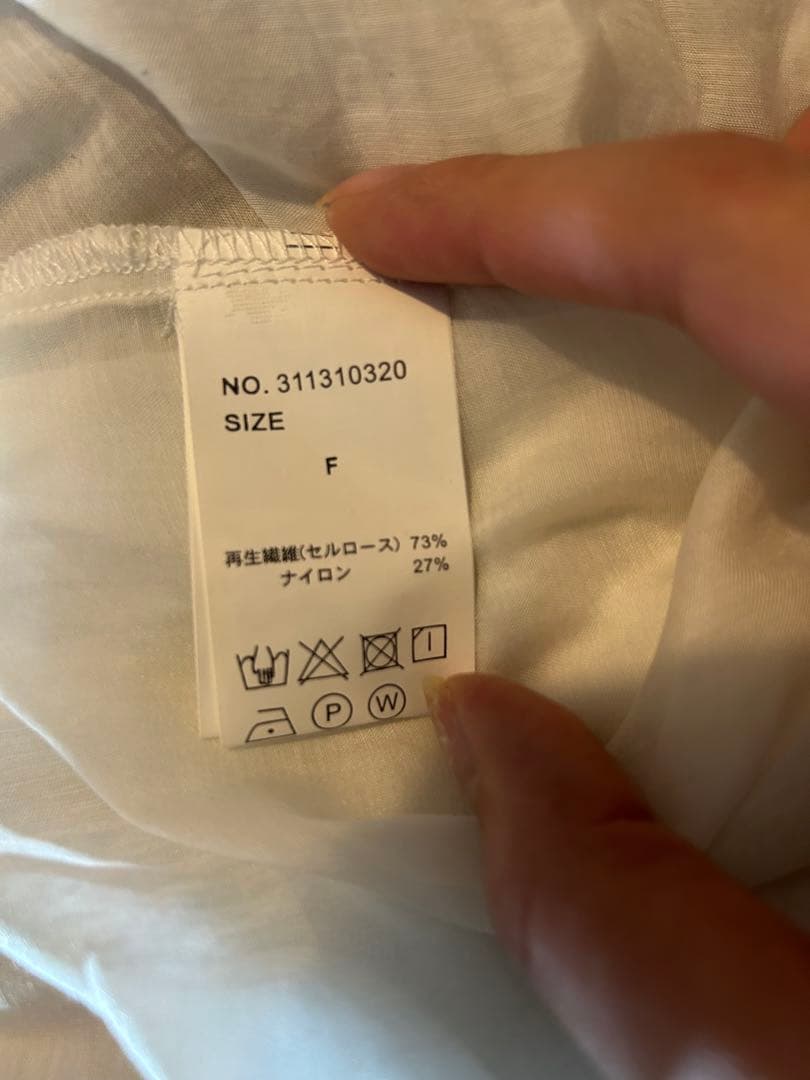 NO. 311310320
SIZE
F
再生繊維(セルロース) 73%
ナイロン 27%
P W